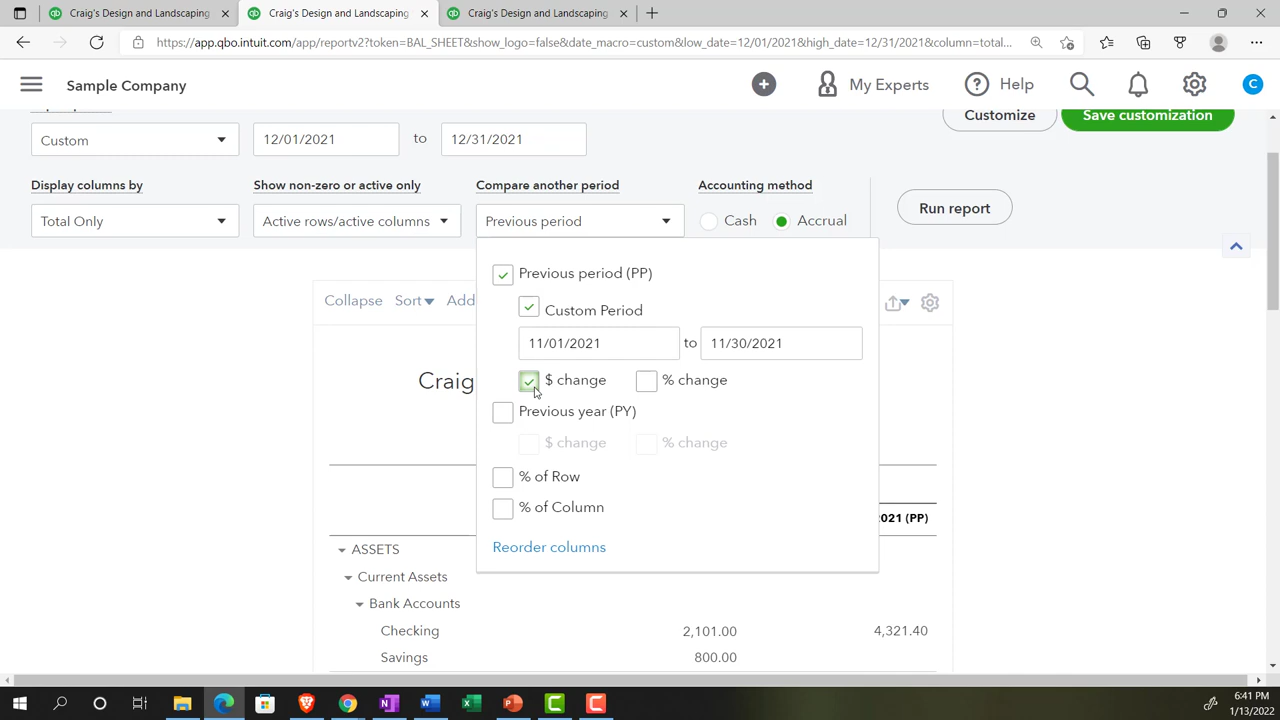 Craig's Design and Landscaping Craig's Design and Landscaping Craig's Design and Landscaping
https://app.qbo.intuit.com/app/reportv2?token=BAL_SHEET&show_logo=false&date_macro=custom&low_date=12/01/2021&high_date=12/31/2021&column=total...
Sample Company My Experts Help C
Customize Save customization
Custom 12/01/2021 to 12/31/2021
Display columns by Show non-zero or active only Compare another period Accounting method
Total Only Active rows/active columns Previous period Cash Accrual Run report
Previous period (PP)
Collapse Sort Add
Custom Period
11/01/2021 to 11/30/2021
Craig
$ change % change
Previous year (PY)
$ change % change
% of Row
% of Column
2021 (PP)
Reorder columns
ASSETS
Current Assets
Bank Accounts
Checking 2,101.00 4,321.40
Savings 800.00
6:41 PM
1/13/2022